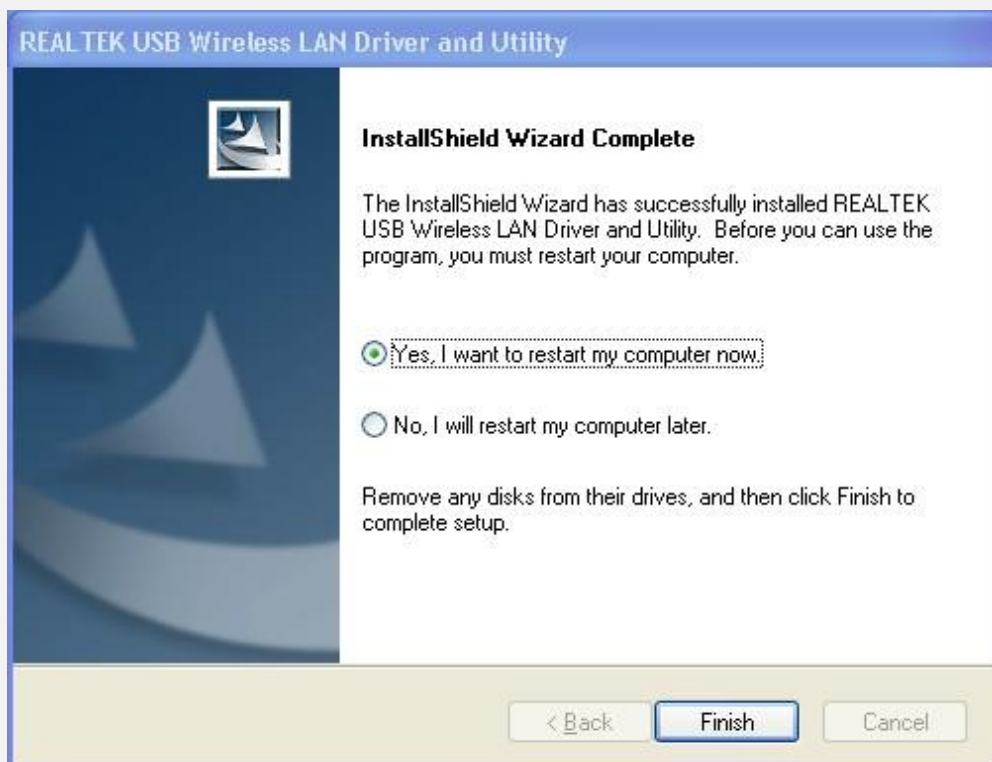 REALTEK USB Wireless LAN Driver and Utility
InstallShield Wizard Complete
The InstallShield Wizard has successfully installed REALTEK
USB Wireless LAN Driver and Utility.  Before you can use the
program, you must restart your computer.
Yes, I want to restart my computer now.
No, I will restart my computer later.
Remove any disks from their drives, and then click Finish to
complete setup.
< Back
Finish
Cancel